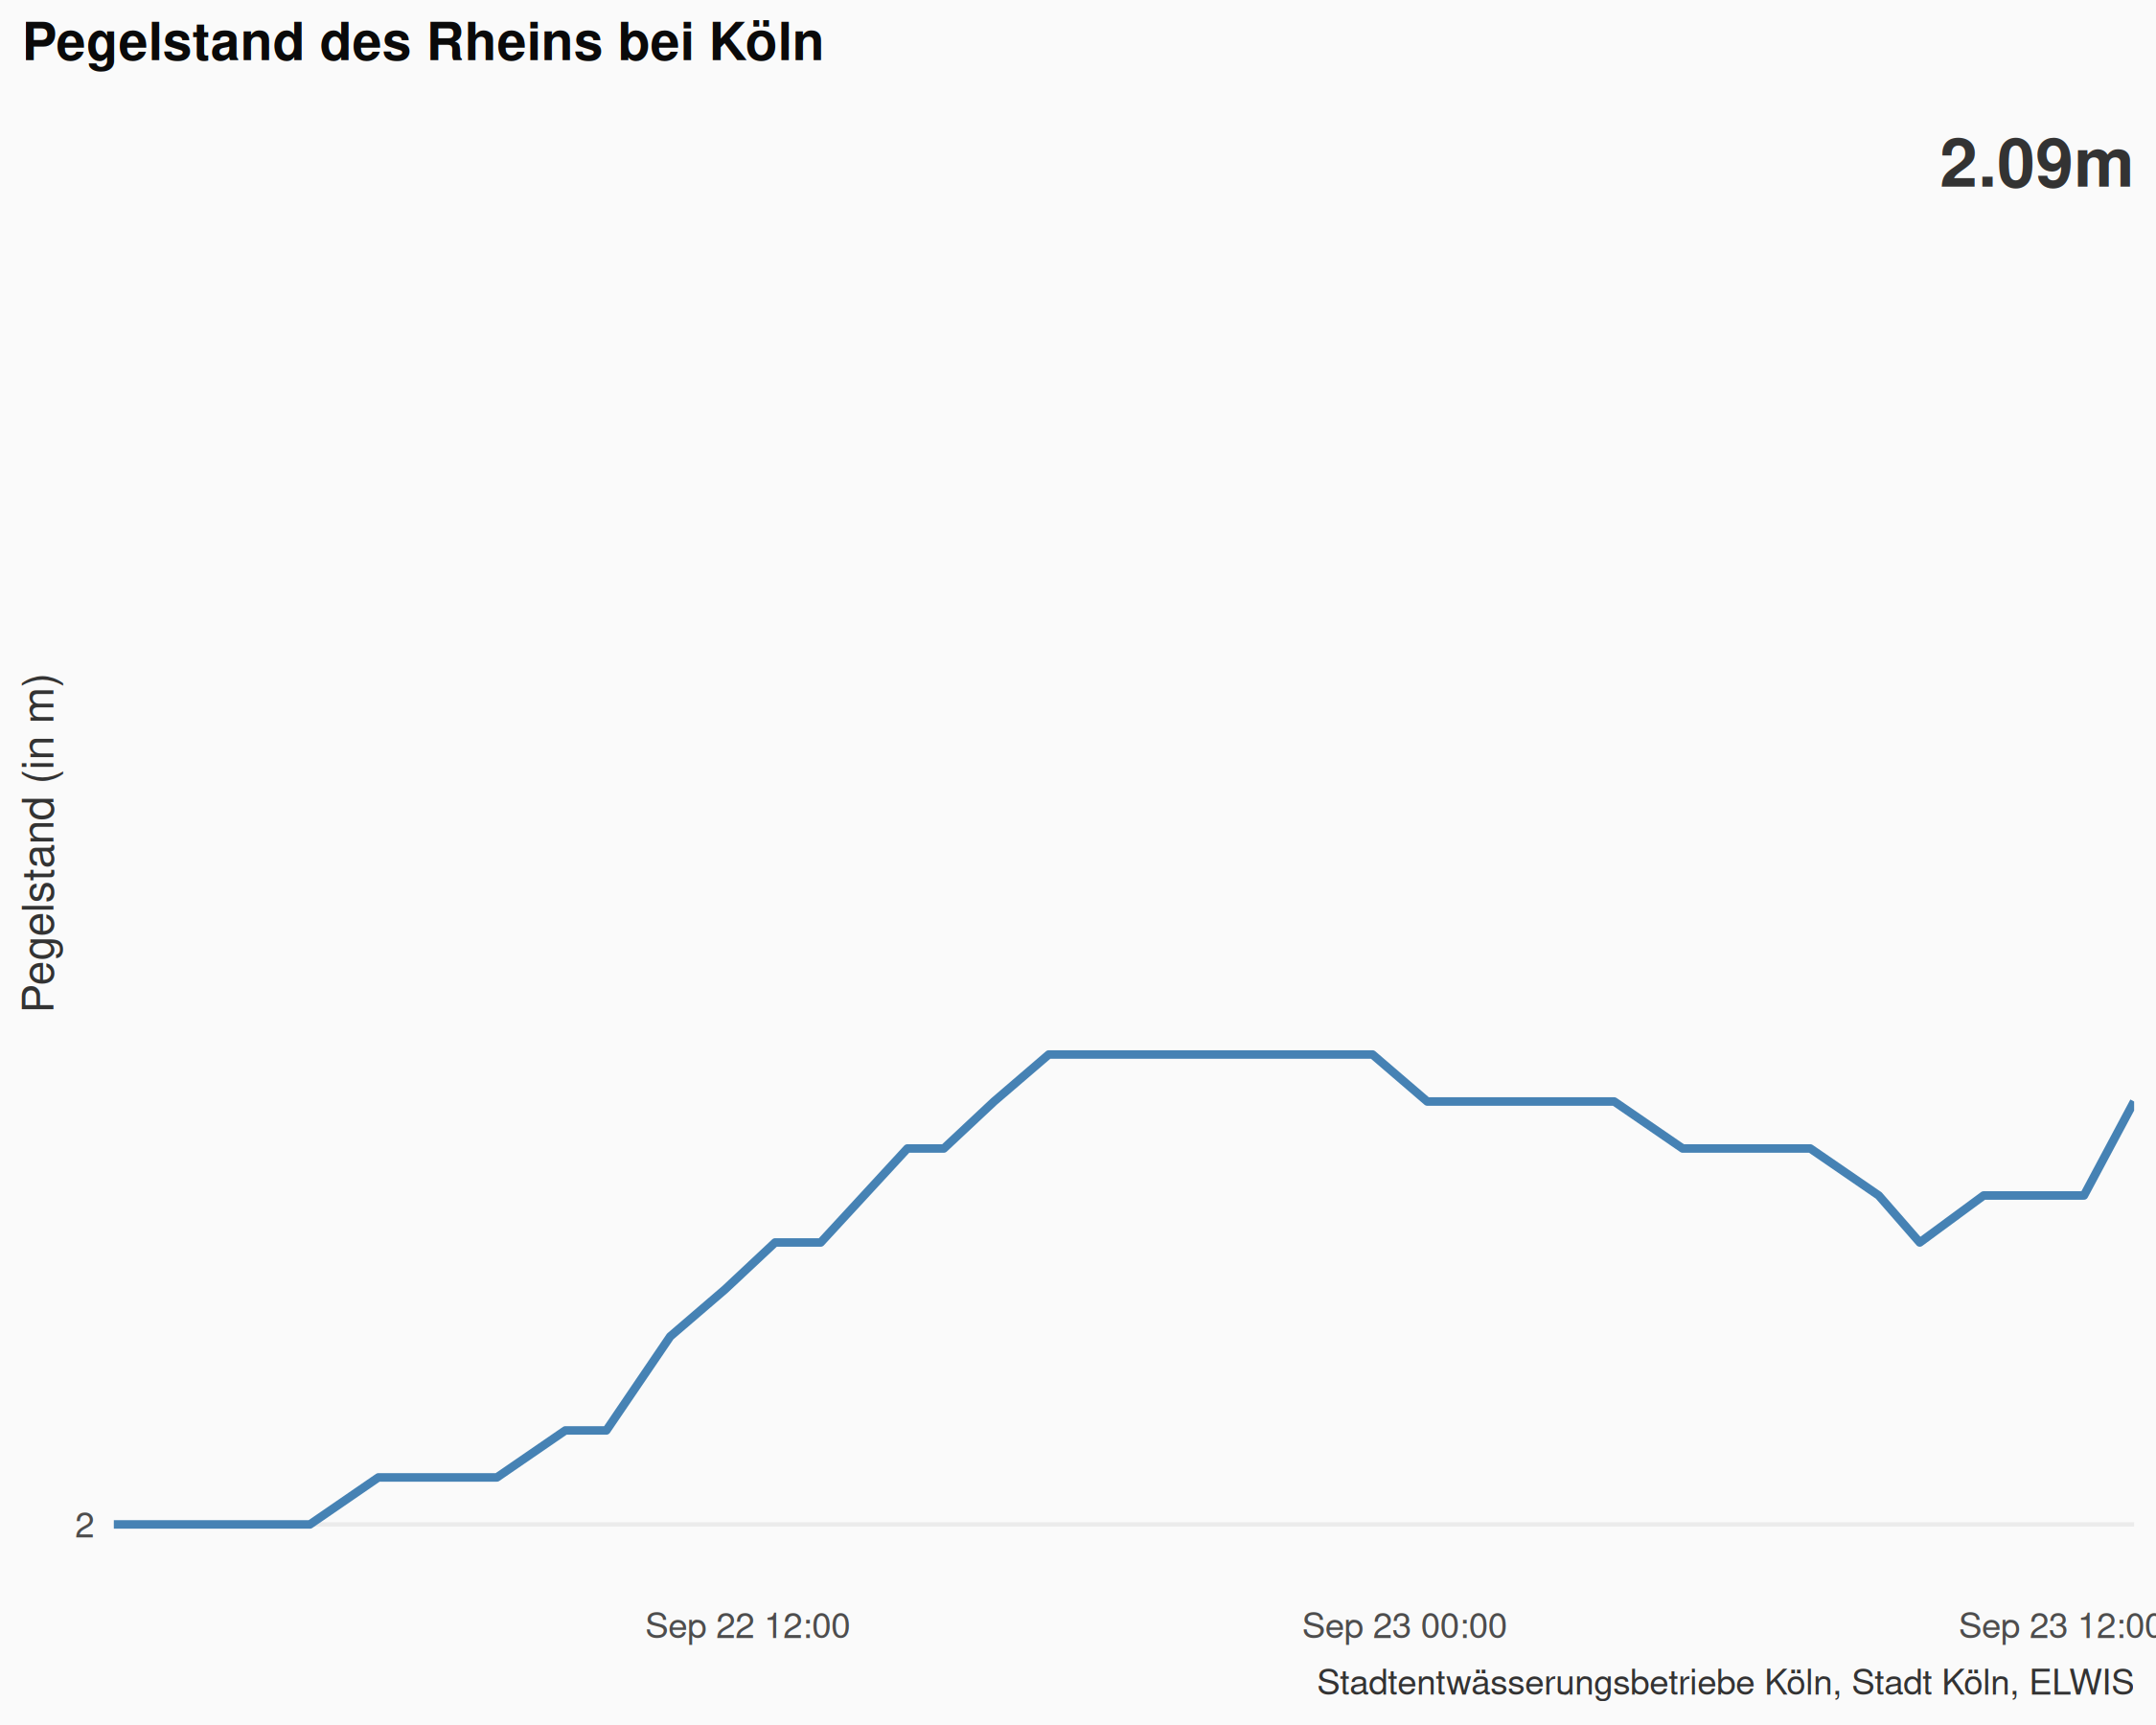 Pegelstand des Rheins bei Köln
2.09m
Pegelstand (in m)
2
Sep 22 12:00
Sep 23 00:00
Sep 23 12:00
Stadtentwässerungsbetriebe Köln, Stadt Köln, ELWIS